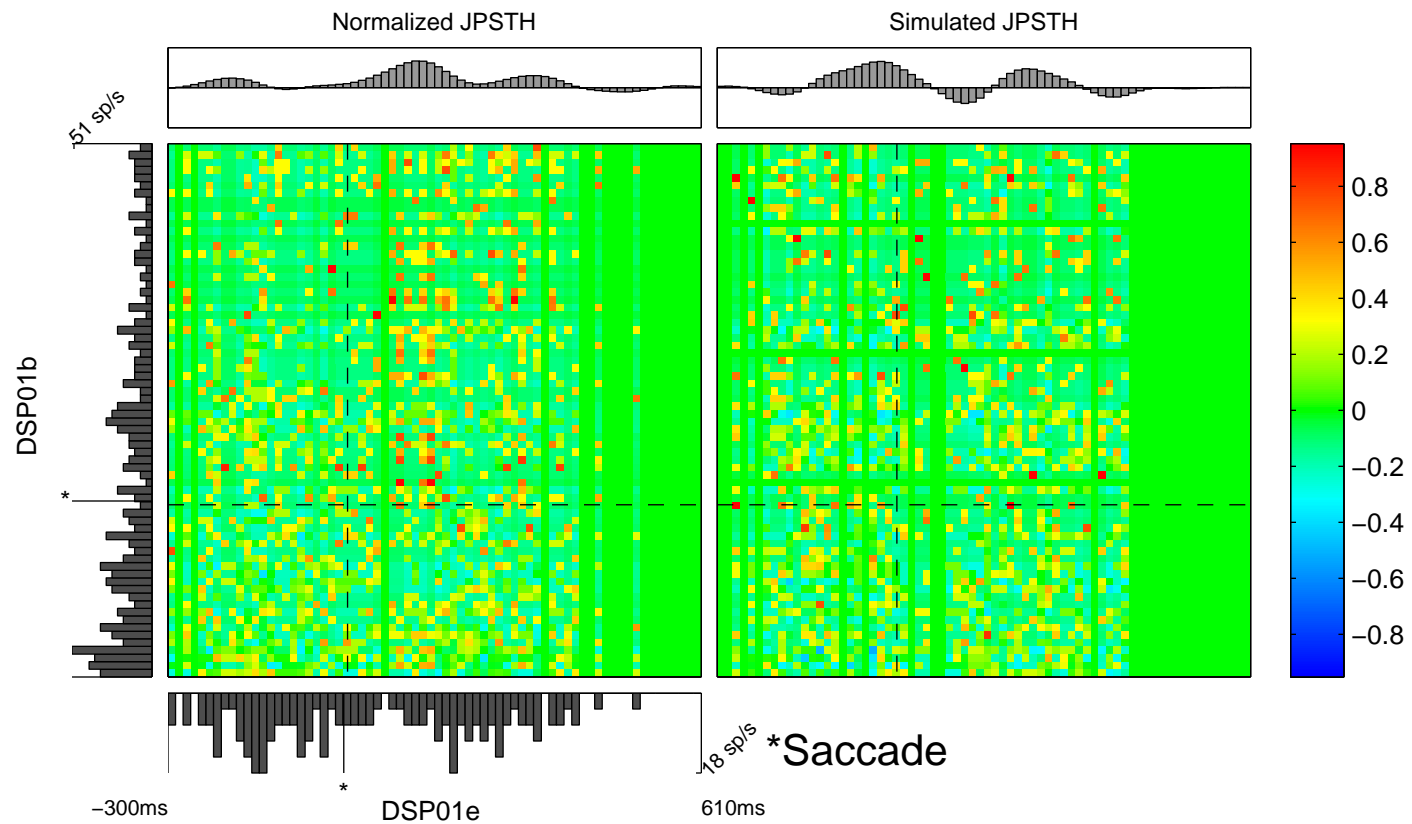 Normalized JPSTH
Simulated JPSTH
51 sp/s
DSP01b
*
0.8
0.6
0.4
0.2
0
−0.2
−0.4
−0.6
−0.8
18 sp/s
*Saccade
*
−300ms
DSP01e
610ms